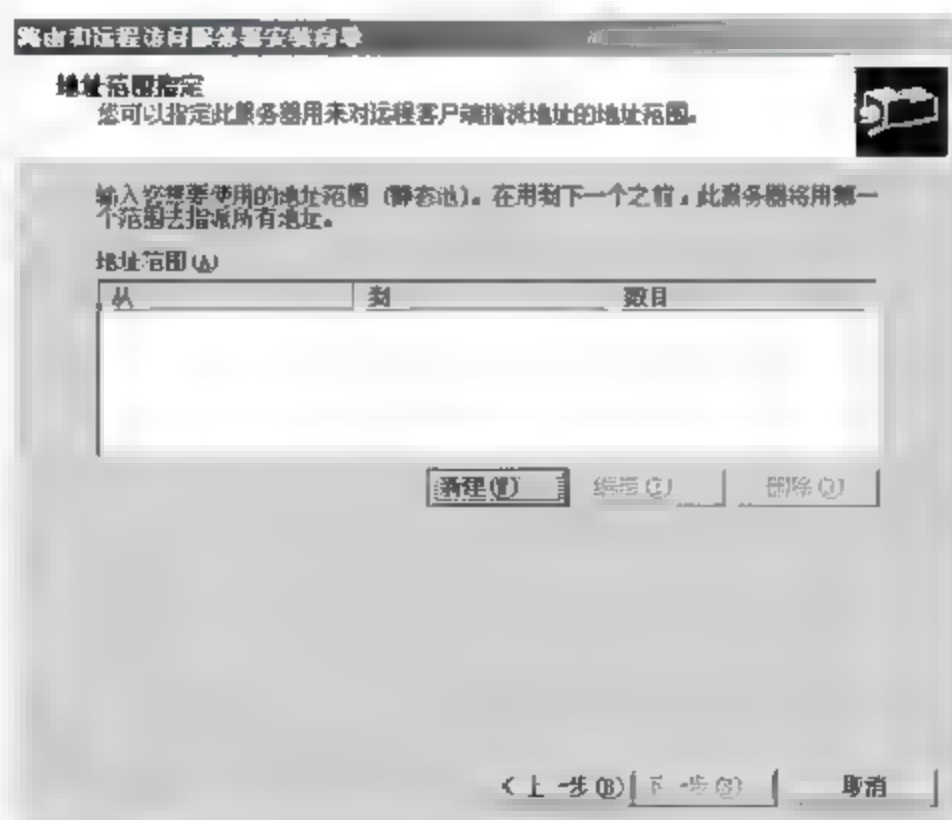 路由和远程访问服务器安装向导
地址范围指定
您可以指定此服务器用来对远程客户端指派地址的地址范围。
输入您想要使用的地址范围 (静态池)。在用到下一个之前，此服务器将用第一
个范围去指派所有地址。
地址范围(A)
从 到 数目
新建(W) 编辑(E) 删除(D)
< 上一步(B) 下一步(N) 取消